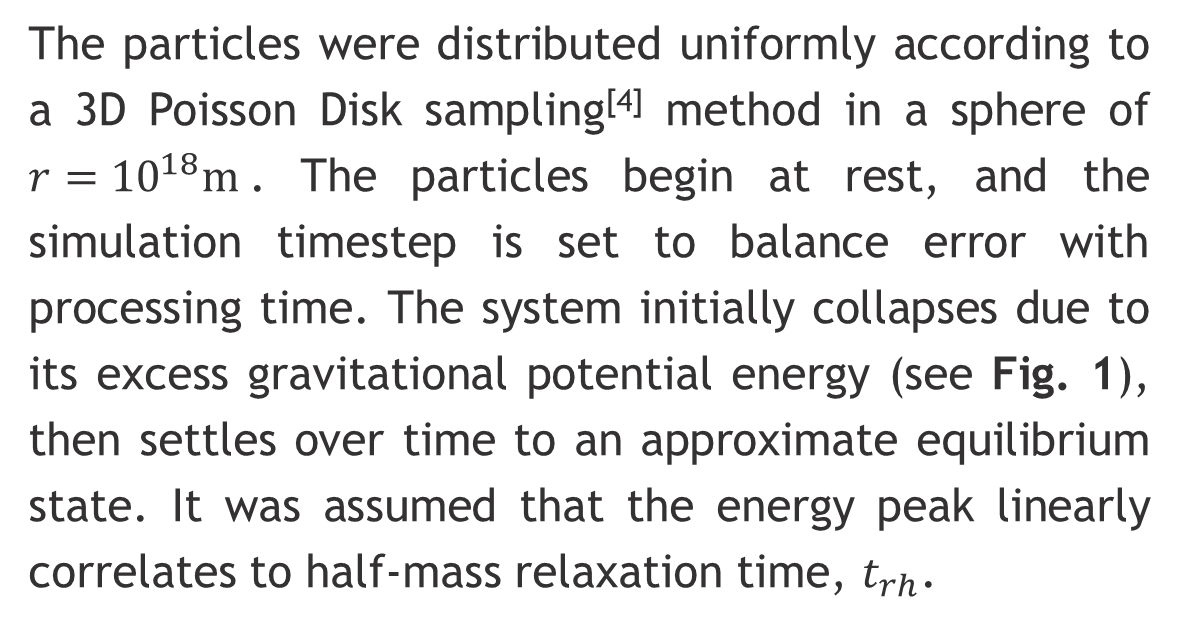 The particles were distributed uniformly according to
a 3D Poisson Disk sampling[4] method in a sphere of
r = 10¹⁸m . The particles begin at rest, and the
simulation timestep is set to balance error with
processing time. The system initially collapses due to
its excess gravitational potential energy (see Fig. 1),
then settles over time to an approximate equilibrium
state. It was assumed that the energy peak linearly
correlates to half-mass relaxation time, tᵣₕ.